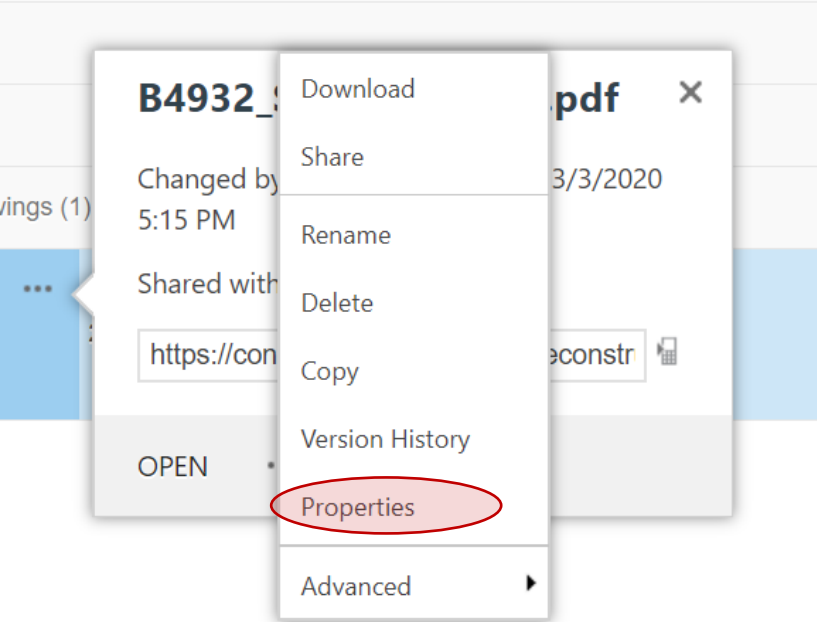 B4932_ .pdf
Changed by 3/3/2020
5:15 PM
Shared with
https://con econstr
OPEN
(1)
Download
Share
Rename
Delete
Copy
Version History
Properties
Advanced